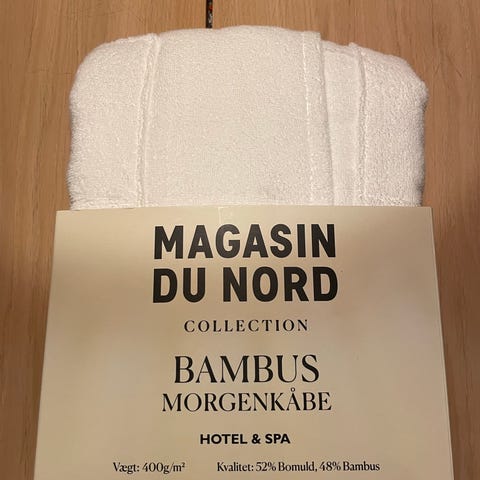 MAGASIN
DU NORD
COLLECTION
BAMBUS
MORGENKÅBE
HOTEL & SPA
Vægt: 400g/m² Kvalitet: 52% Bomuld, 48% Bambus